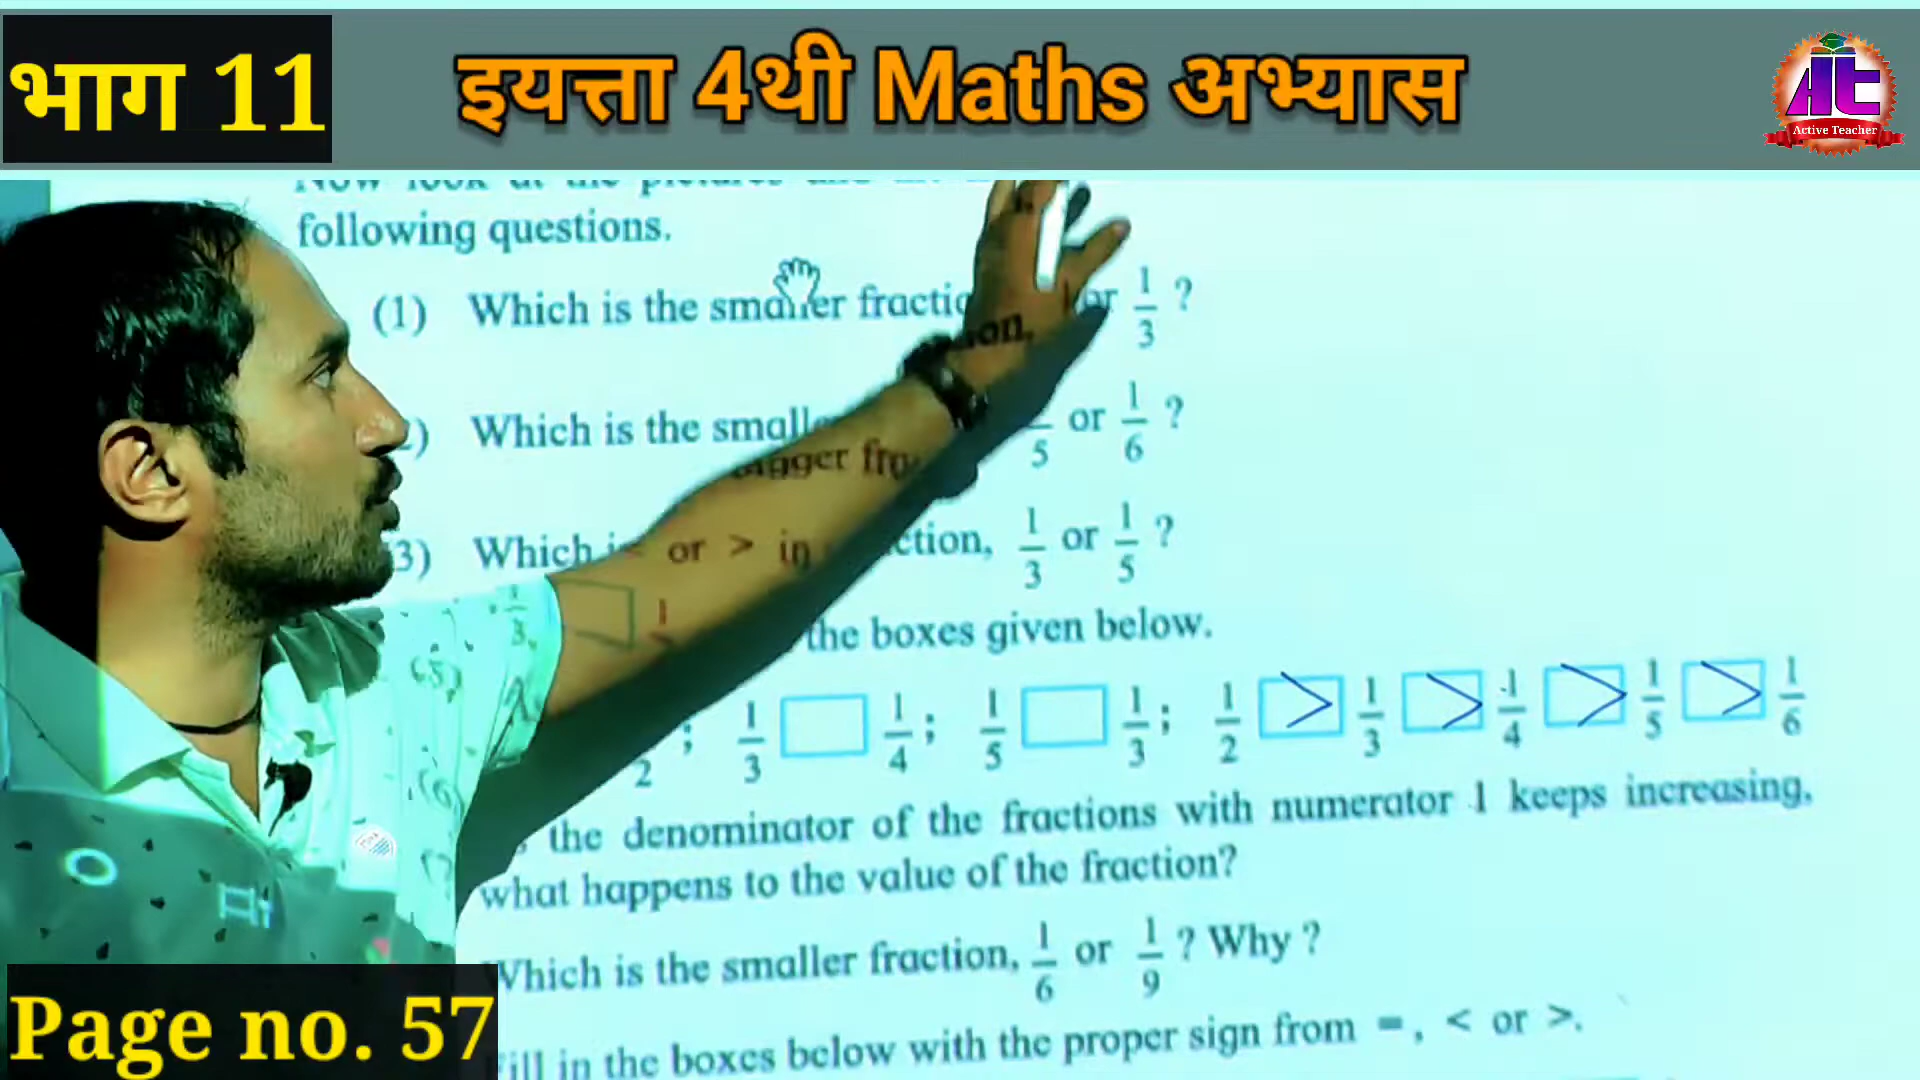 भाग 11
इयत्ता 4थी Maths अभ्यास
Active Teacher
following questions.
(1) Which is the smaller or 1/3 ?
Which is the 5 or 1/6 ?
3) Which ction, 1/3 or 1/5 ?
or > in the boxes given below.
2 ; 1/3 □ 1/4 ; 1/5 □ 1/3 ; 1/2 > 1/3 > 1/4 > 1/5 > 1/6
the denominator of the fractions with numerator 1 keeps increasing,
what happens to the value of the fraction?
Which is the smaller fraction, 1/6 or 1/9 ? Why ?
ill in the boxes below with the proper sign from = , < or >.
Page no. 57